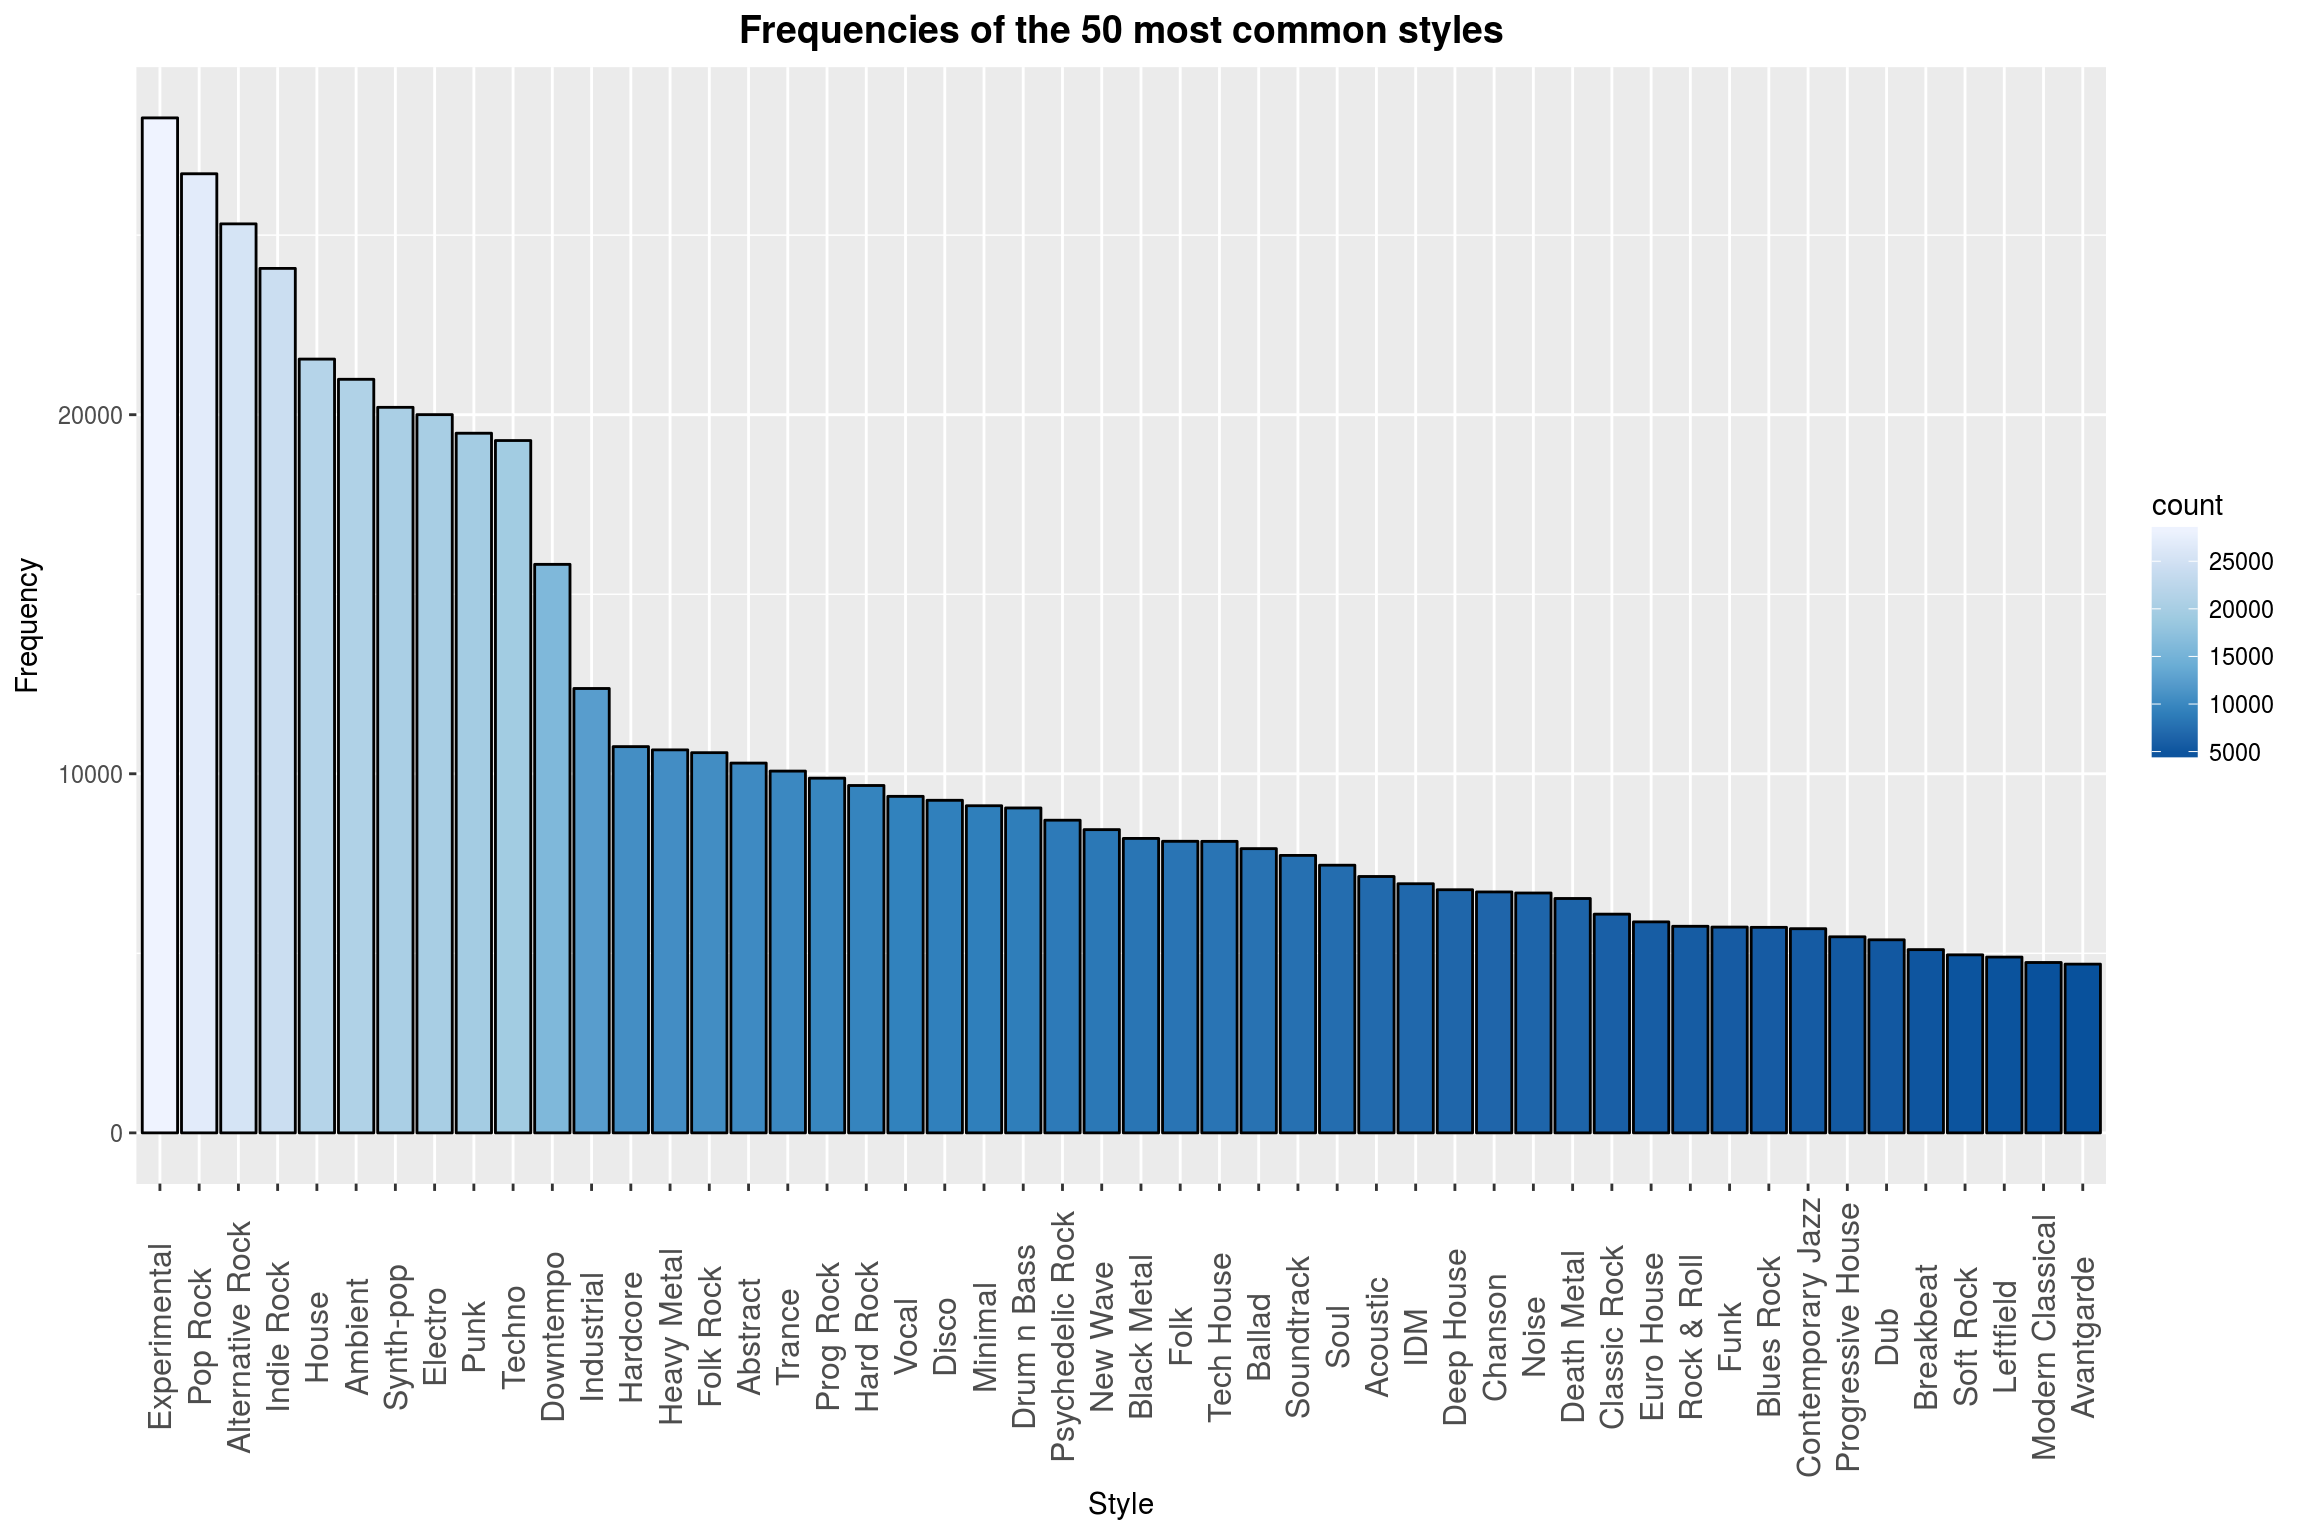 Frequencies of the 50 most common styles
Frequency
20000
10000
0
Experimental
Pop Rock
Alternative Rock
Indie Rock
House
Ambient
Synth-pop
Electro
Punk
Techno
Downtempo
Industrial
Hardcore
Heavy Metal
Folk Rock
Abstract
Trance
Prog Rock
Hard Rock
Vocal
Disco
Minimal
Drum n Bass
Psychedelic Rock
New Wave
Black Metal
Folk
Tech House
Ballad
Soundtrack
Soul
Acoustic
IDM
Deep House
Chanson
Noise
Death Metal
Classic Rock
Euro House
Rock & Roll
Funk
Blues Rock
Contemporary Jazz
Progressive House
Dub
Breakbeat
Soft Rock
Leftfield
Modern Classical
Avantgarde
Style
count
25000
20000
15000
10000
5000